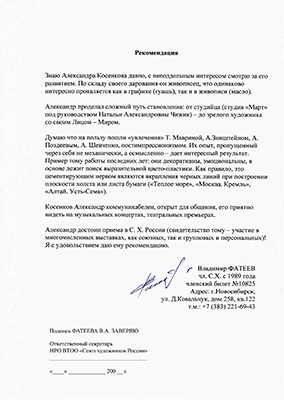 Рекомендация
Знаю Александра Косенкова давно, с неподдельным интересом смотрю за его
развитием. По складу своего дарования он живописец, что одинаково
интересно проявляется как в графике (гуашь), так и в живописи (масло).
Александр проделал сложный путь становления: от студийца (студия «Март»
под руководством Натальи Александровны Чижик) – до зрелого художника
со своим Лицом – Миром.
Думаю что на пользу пошли «увлечения» Т. Мавриной, А.Зинштейном, А.
Поздеевым, А. Шевченко, постимпрессионизмом. Их опыт, пропущенный
через себя не механически, а осмысленно – дает интересный результат.
Пример тому работы последних лет: они декоративны, эмоциональны, в
основе лежит поиск выразительной цвето-пластики. Как правило, это
цементирующим нервом являются вкрапления черных линий при построении
плоскости холста или листа бумаги («Теплое море», «Москва. Кремль»,
«Алтай. Усть-Сема»).
Косенков Александр коммуникабелен, открыт для общения, его приятно
видеть на музыкальных концертах, театральных премьерах.
Александр достоин приема в С. Х. России (свидетельство тому – участие в
многочисленных выставках, как союзных, так и групповых и персональных)!
Я с удовольствием даю ему рекомендацию.
Владимир ФАТЕЕВ
чл. С.Х. с 1989 года
членский билет №10825
Адрес: г.Новосибирск,
ул. Д.Ковальчук, дом 258, кв.122
т.м.: +7 (383) 221-69-43
Подпись ФАТЕЕВА В.А. ЗАВЕРЯЮ
Ответственный секретарь
НРО ВТОО «Союз художников России»
«____» ____________ 200 __ г.